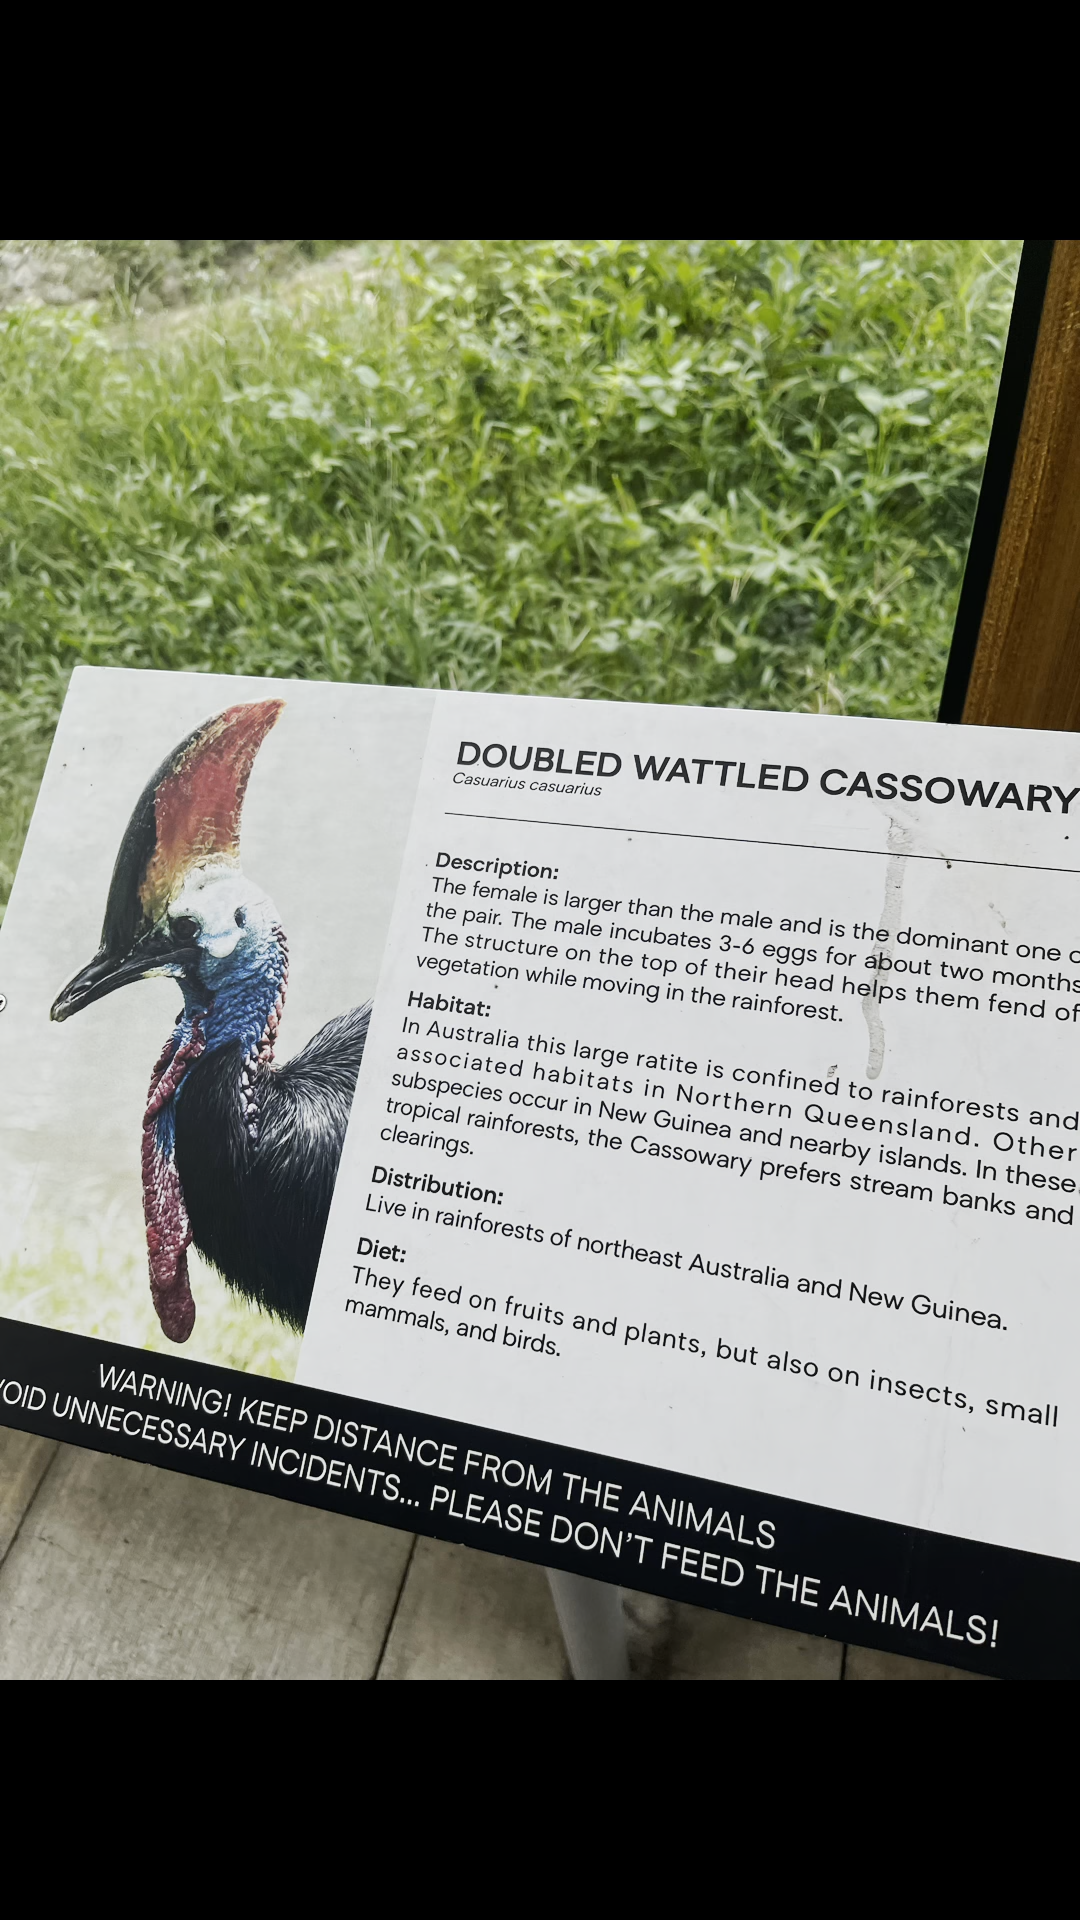 DOUBLED WATTLED CASSOWARY
Casuarius casuarius
Description:
The female is larger than the male and is the dominant one
the pair. The male incubates 3-6 eggs for about two months
The structure on the top of their head helps them fend of
vegetation while moving in the rainforest.
Habitat:
In Australia this large ratite is confined to rainforests and
associated habitats in Northern Queensland. Other
subspecies occur in New Guinea and nearby islands. In these
tropical rainforests, the Cassowary prefers stream banks and
clearings.
Distribution:
Live in rainforests of northeast Australia and New Guinea.
Diet:
They feed on fruits and plants, but also on insects, small
mammals, and birds.
WARNING! KEEP DISTANCE FROM THE ANIMALS
VOID UNNECESSARY INCIDENTS... PLEASE DON'T FEED THE ANIMALS!